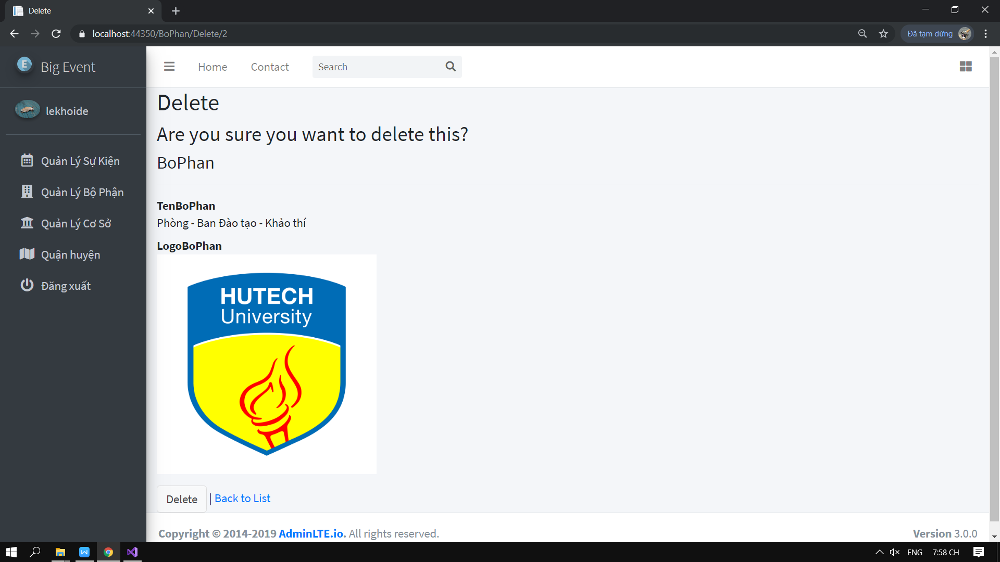 Delete
localhost:44350/BoPhan/Delete/2
Đã tạm dừng
E
Big Event
Home
Contact
Search
lekhoide
Quản Lý Sự Kiện
Quản Lý Bộ Phận
Quản Lý Cơ Sở
Quận huyện
Đăng xuất
Delete
Are you sure you want to delete this?
BoPhan
TenBoPhan
Phòng - Ban Đào tạo - Khảo thí
LogoBoPhan
HUTECH
University
Delete | Back to List
Copyright © 2014-2019 AdminLTE.io. All rights reserved.
Version 3.0.0
W
ENG
7:58 CH